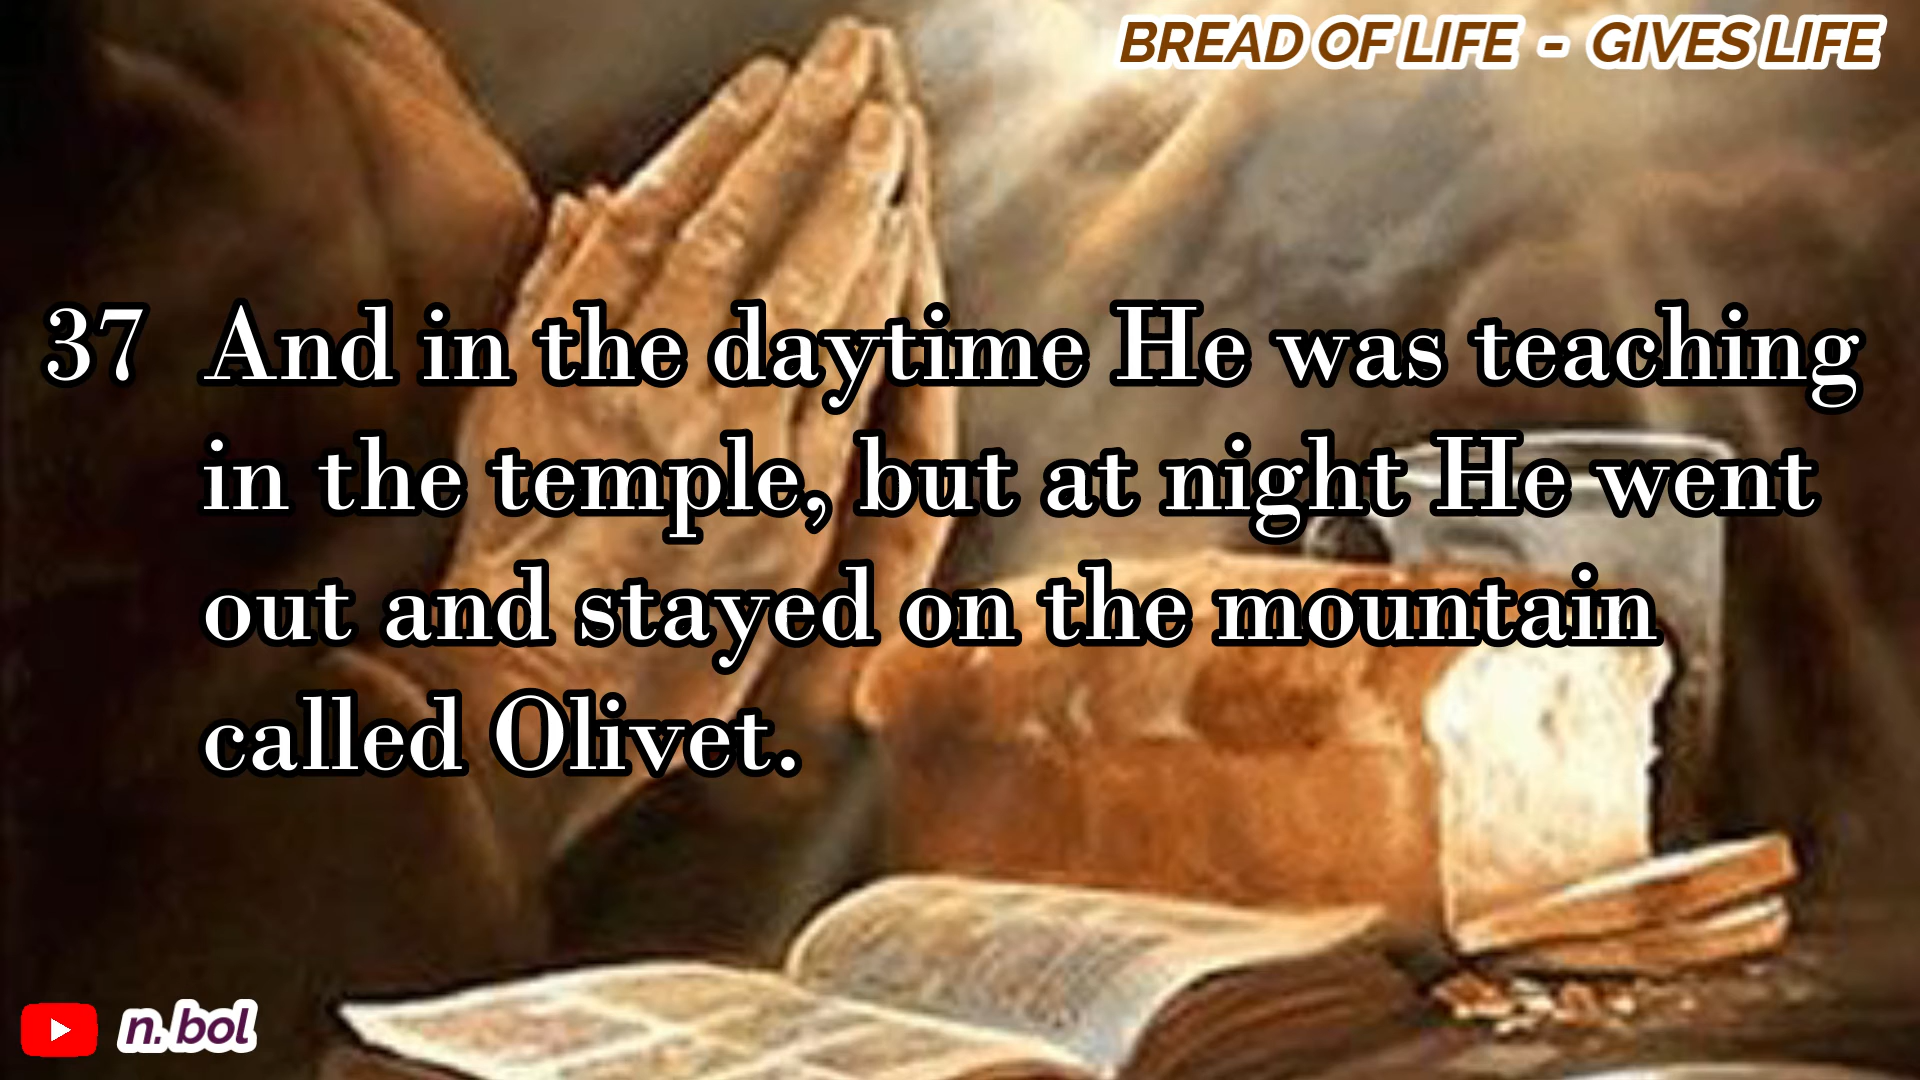 BREAD OF LIFE - GIVES LIFE
37 And in the daytime He was teaching
in the temple, but at night He went
out and stayed on the mountain
called Olivet.
n. bol